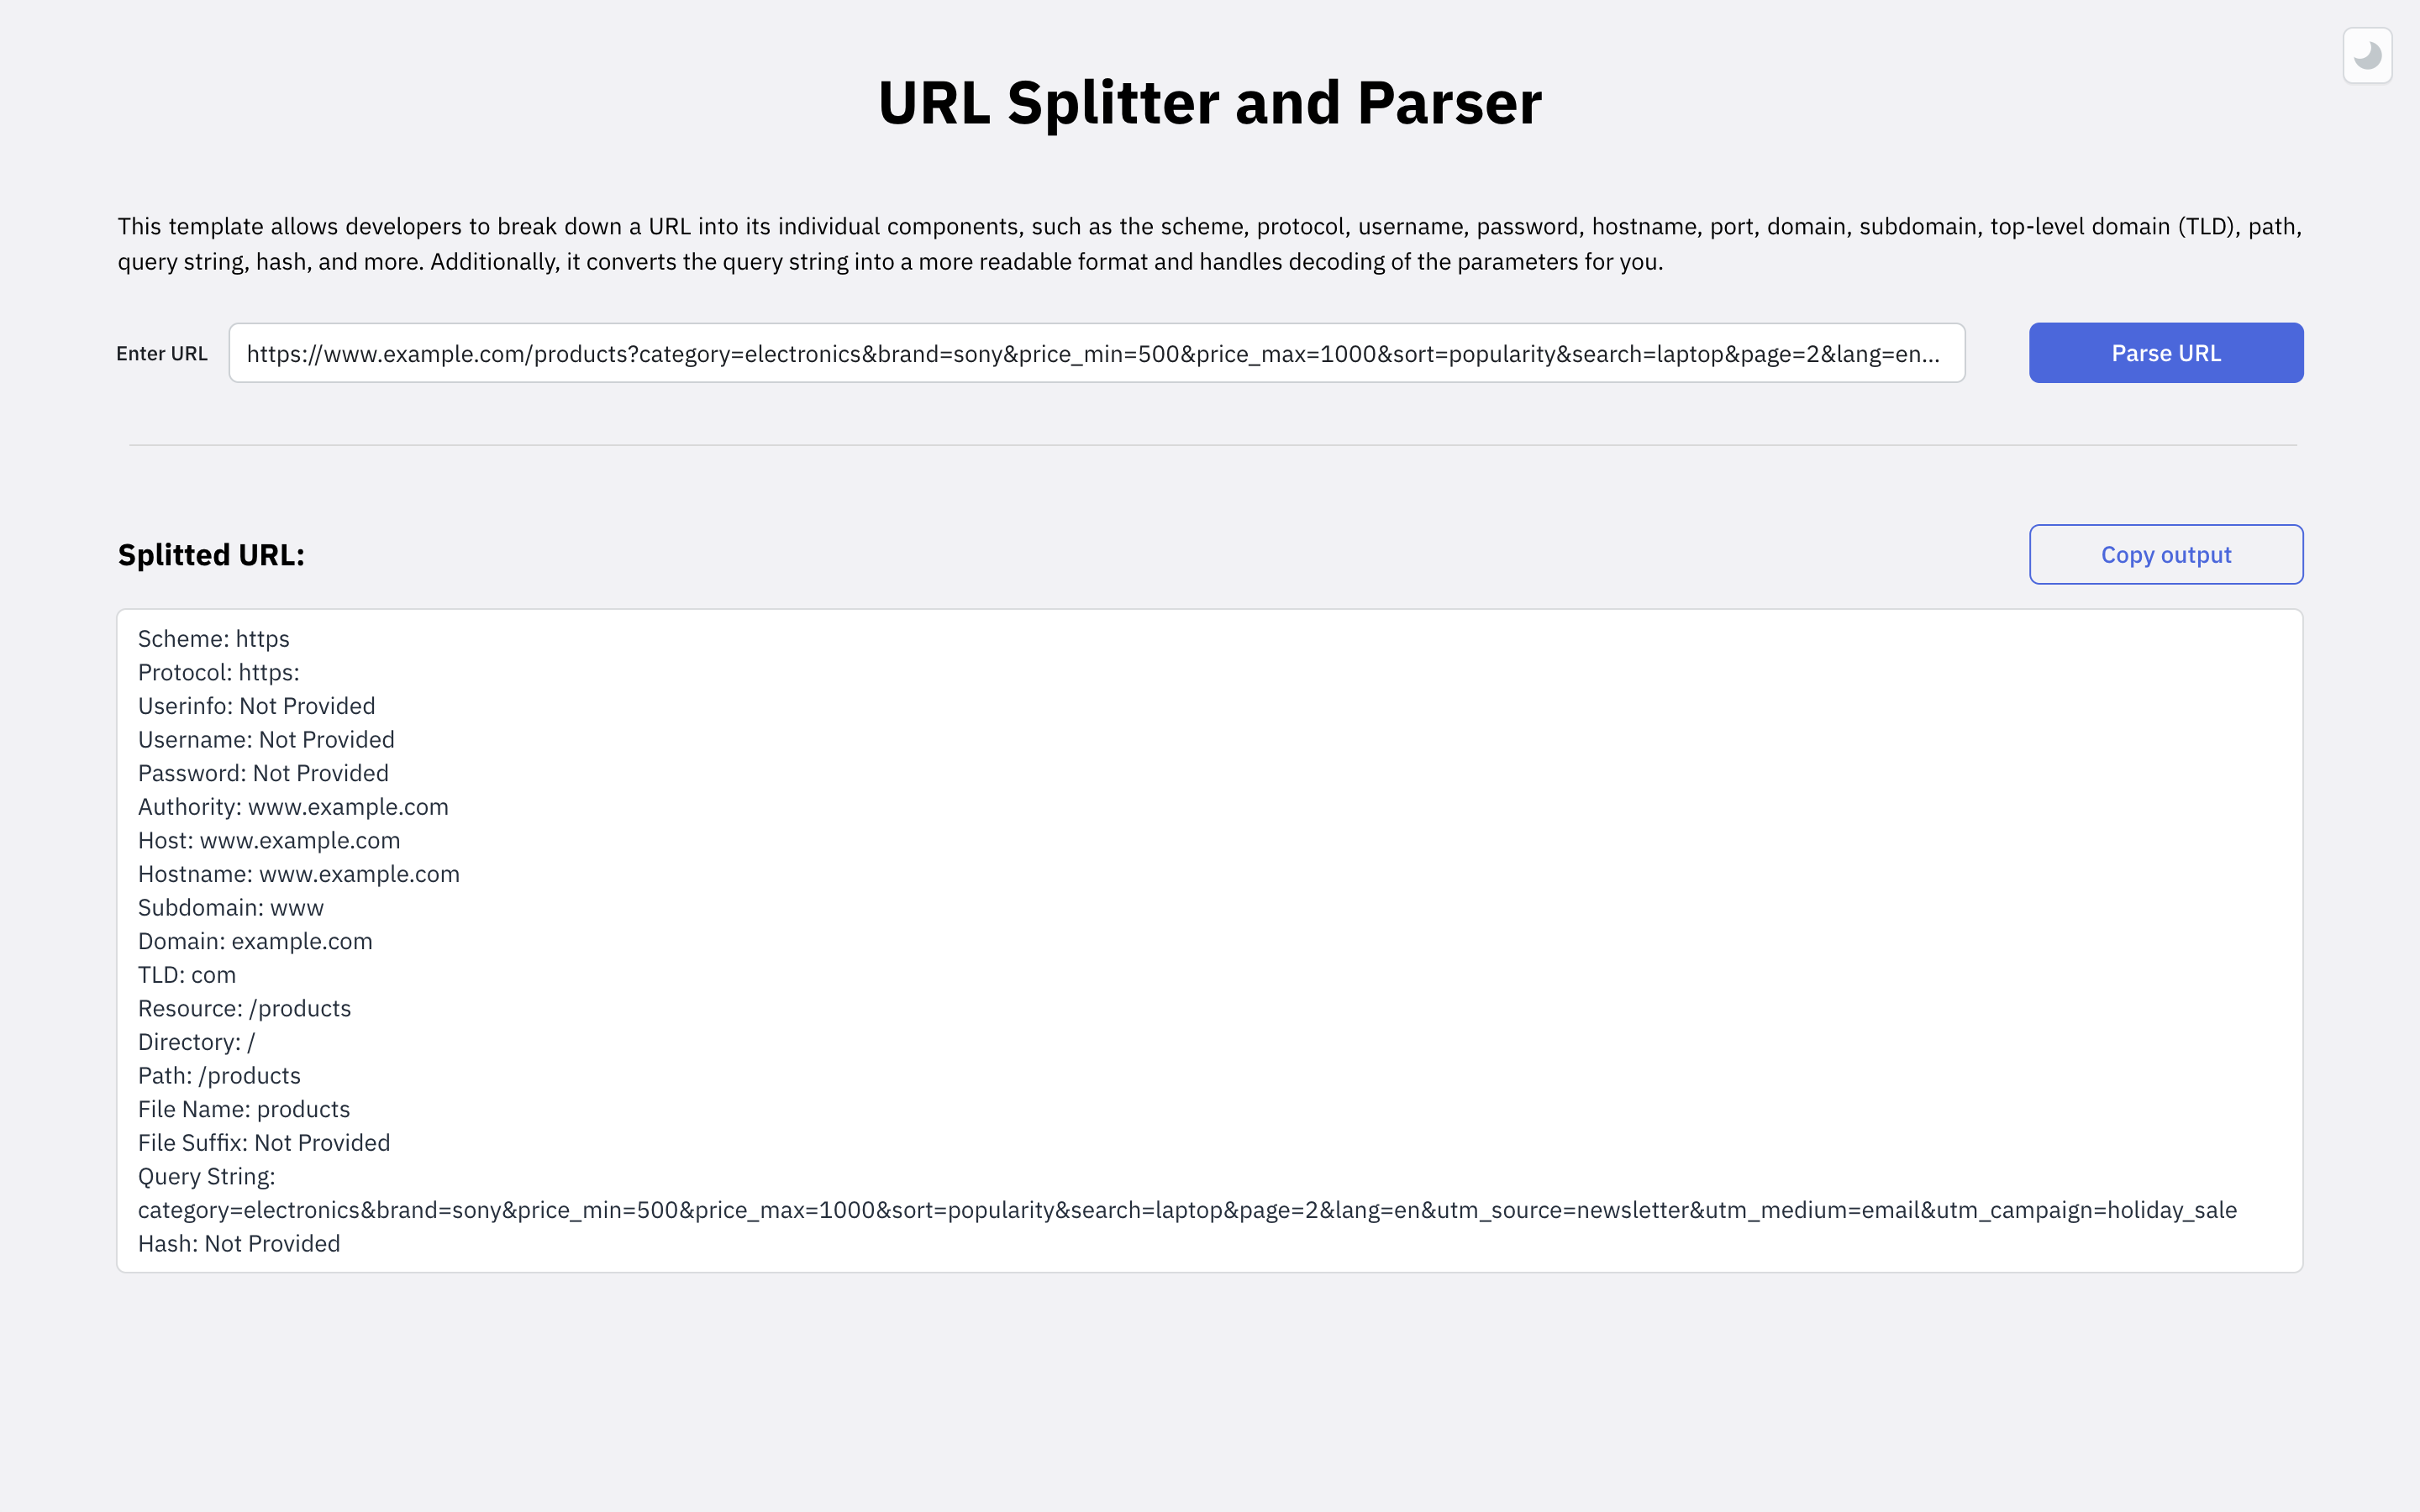 URL Splitter and Parser
This template allows developers to break down a URL into its individual components, such as the scheme, protocol, username, password, hostname, port, domain, subdomain, top-level domain (TLD), path,
query string, hash, and more. Additionally, it converts the query string into a more readable format and handles decoding of the parameters for you.
Enter URL https://www.example.com/products?category=electronics&brand=sony&price_min=500&price_max=1000&sort=popularity&search=laptop&page=2&lang=en... Parse URL
Splitted URL: Copy output
Scheme: https
Protocol: https:
Userinfo: Not Provided
Username: Not Provided
Password: Not Provided
Authority: www.example.com
Host: www.example.com
Hostname: www.example.com
Subdomain: www
Domain: example.com
TLD: com
Resource: /products
Directory: /
Path: /products
File Name: products
File Suffix: Not Provided
Query String:
category=electronics&brand=sony&price_min=500&price_max=1000&sort=popularity&search=laptop&page=2&lang=en&utm_source=newsletter&utm_medium=email&utm_campaign=holiday_sale
Hash: Not Provided